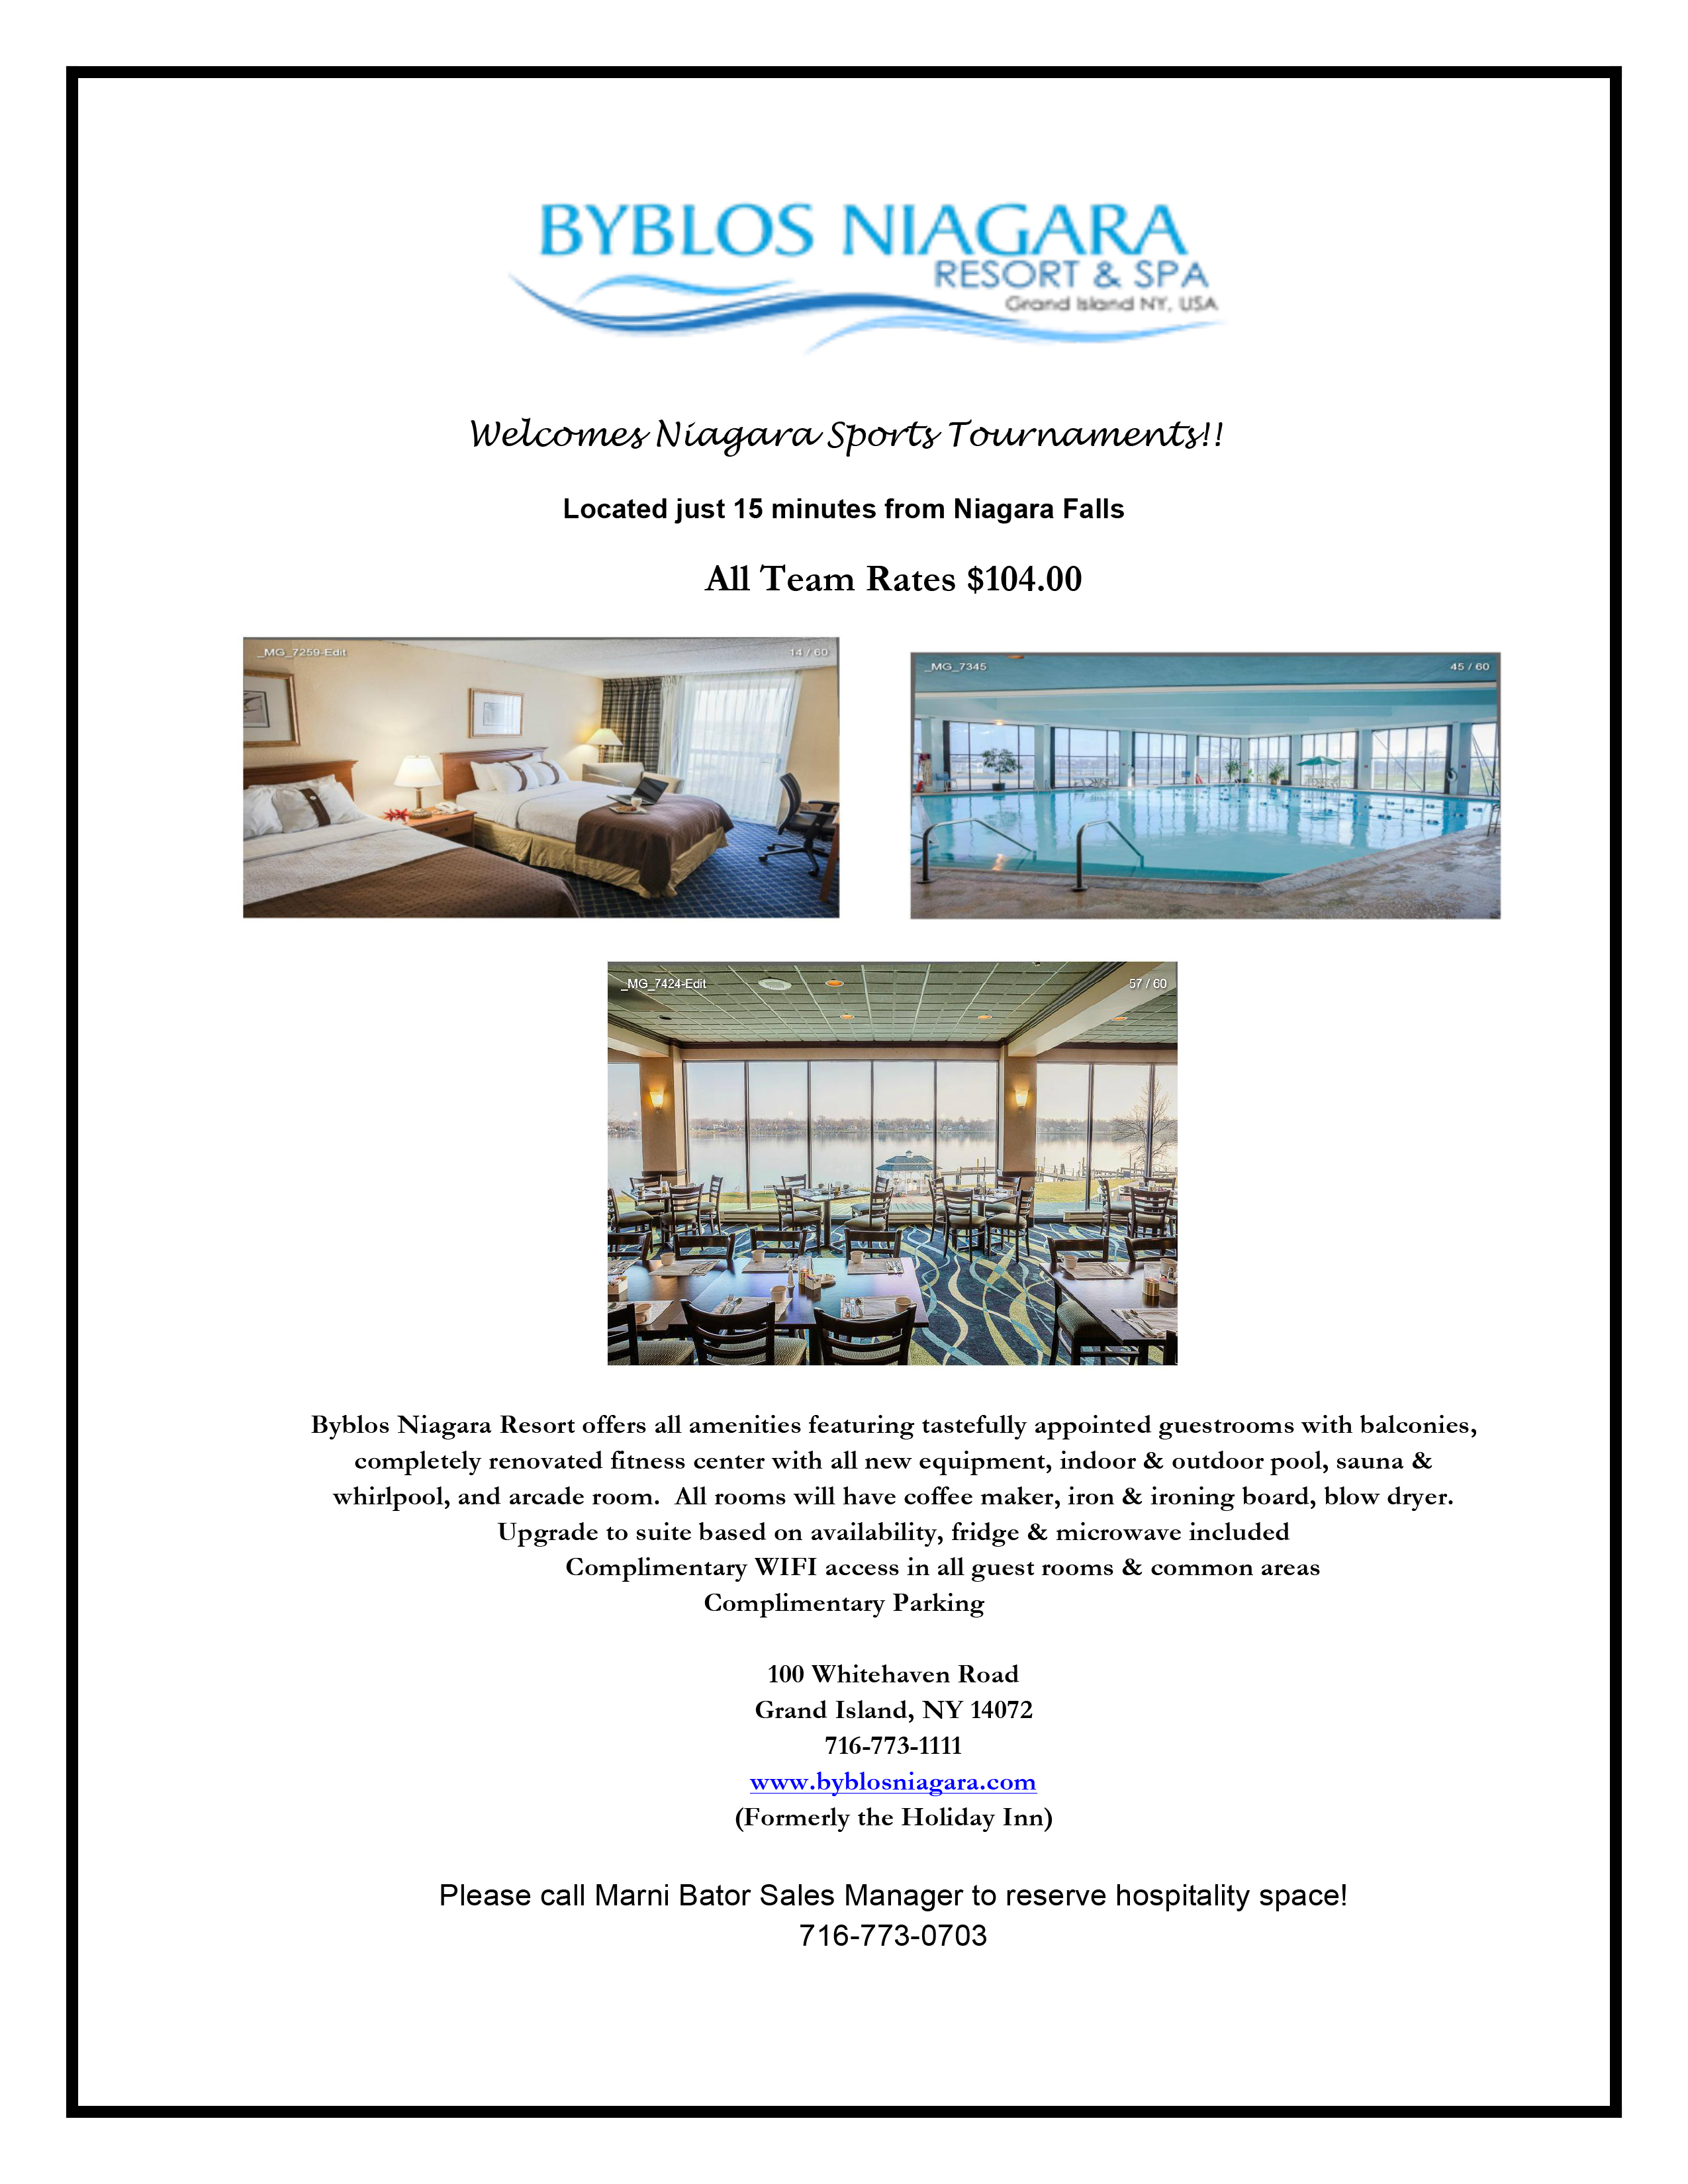 BYBLOS NIAGARA
RESORT & SPA
Grand Island NY, USA
Welcomes Niagara Sports Tournaments!!
Located just 15 minutes from Niagara Falls
All Team Rates $104.00
_MG_7259-Edit 14 / 60
_MG_7345 45 / 60
_MG_7424-Edit 57 / 60
Byblos Niagara Resort offers all amenities featuring tastefully appointed guestrooms with balconies,
completely renovated fitness center with all new equipment, indoor & outdoor pool, sauna &
whirlpool, and arcade room.  All rooms will have coffee maker, iron & ironing board, blow dryer.
Upgrade to suite based on availability, fridge & microwave included
Complimentary WIFI access in all guest rooms & common areas
Complimentary Parking
100 Whitehaven Road
Grand Island, NY 14072
716-773-1111
www.byblosniagara.com
(Formerly the Holiday Inn)
Please call Marni Bator Sales Manager to reserve hospitality space!
716-773-0703